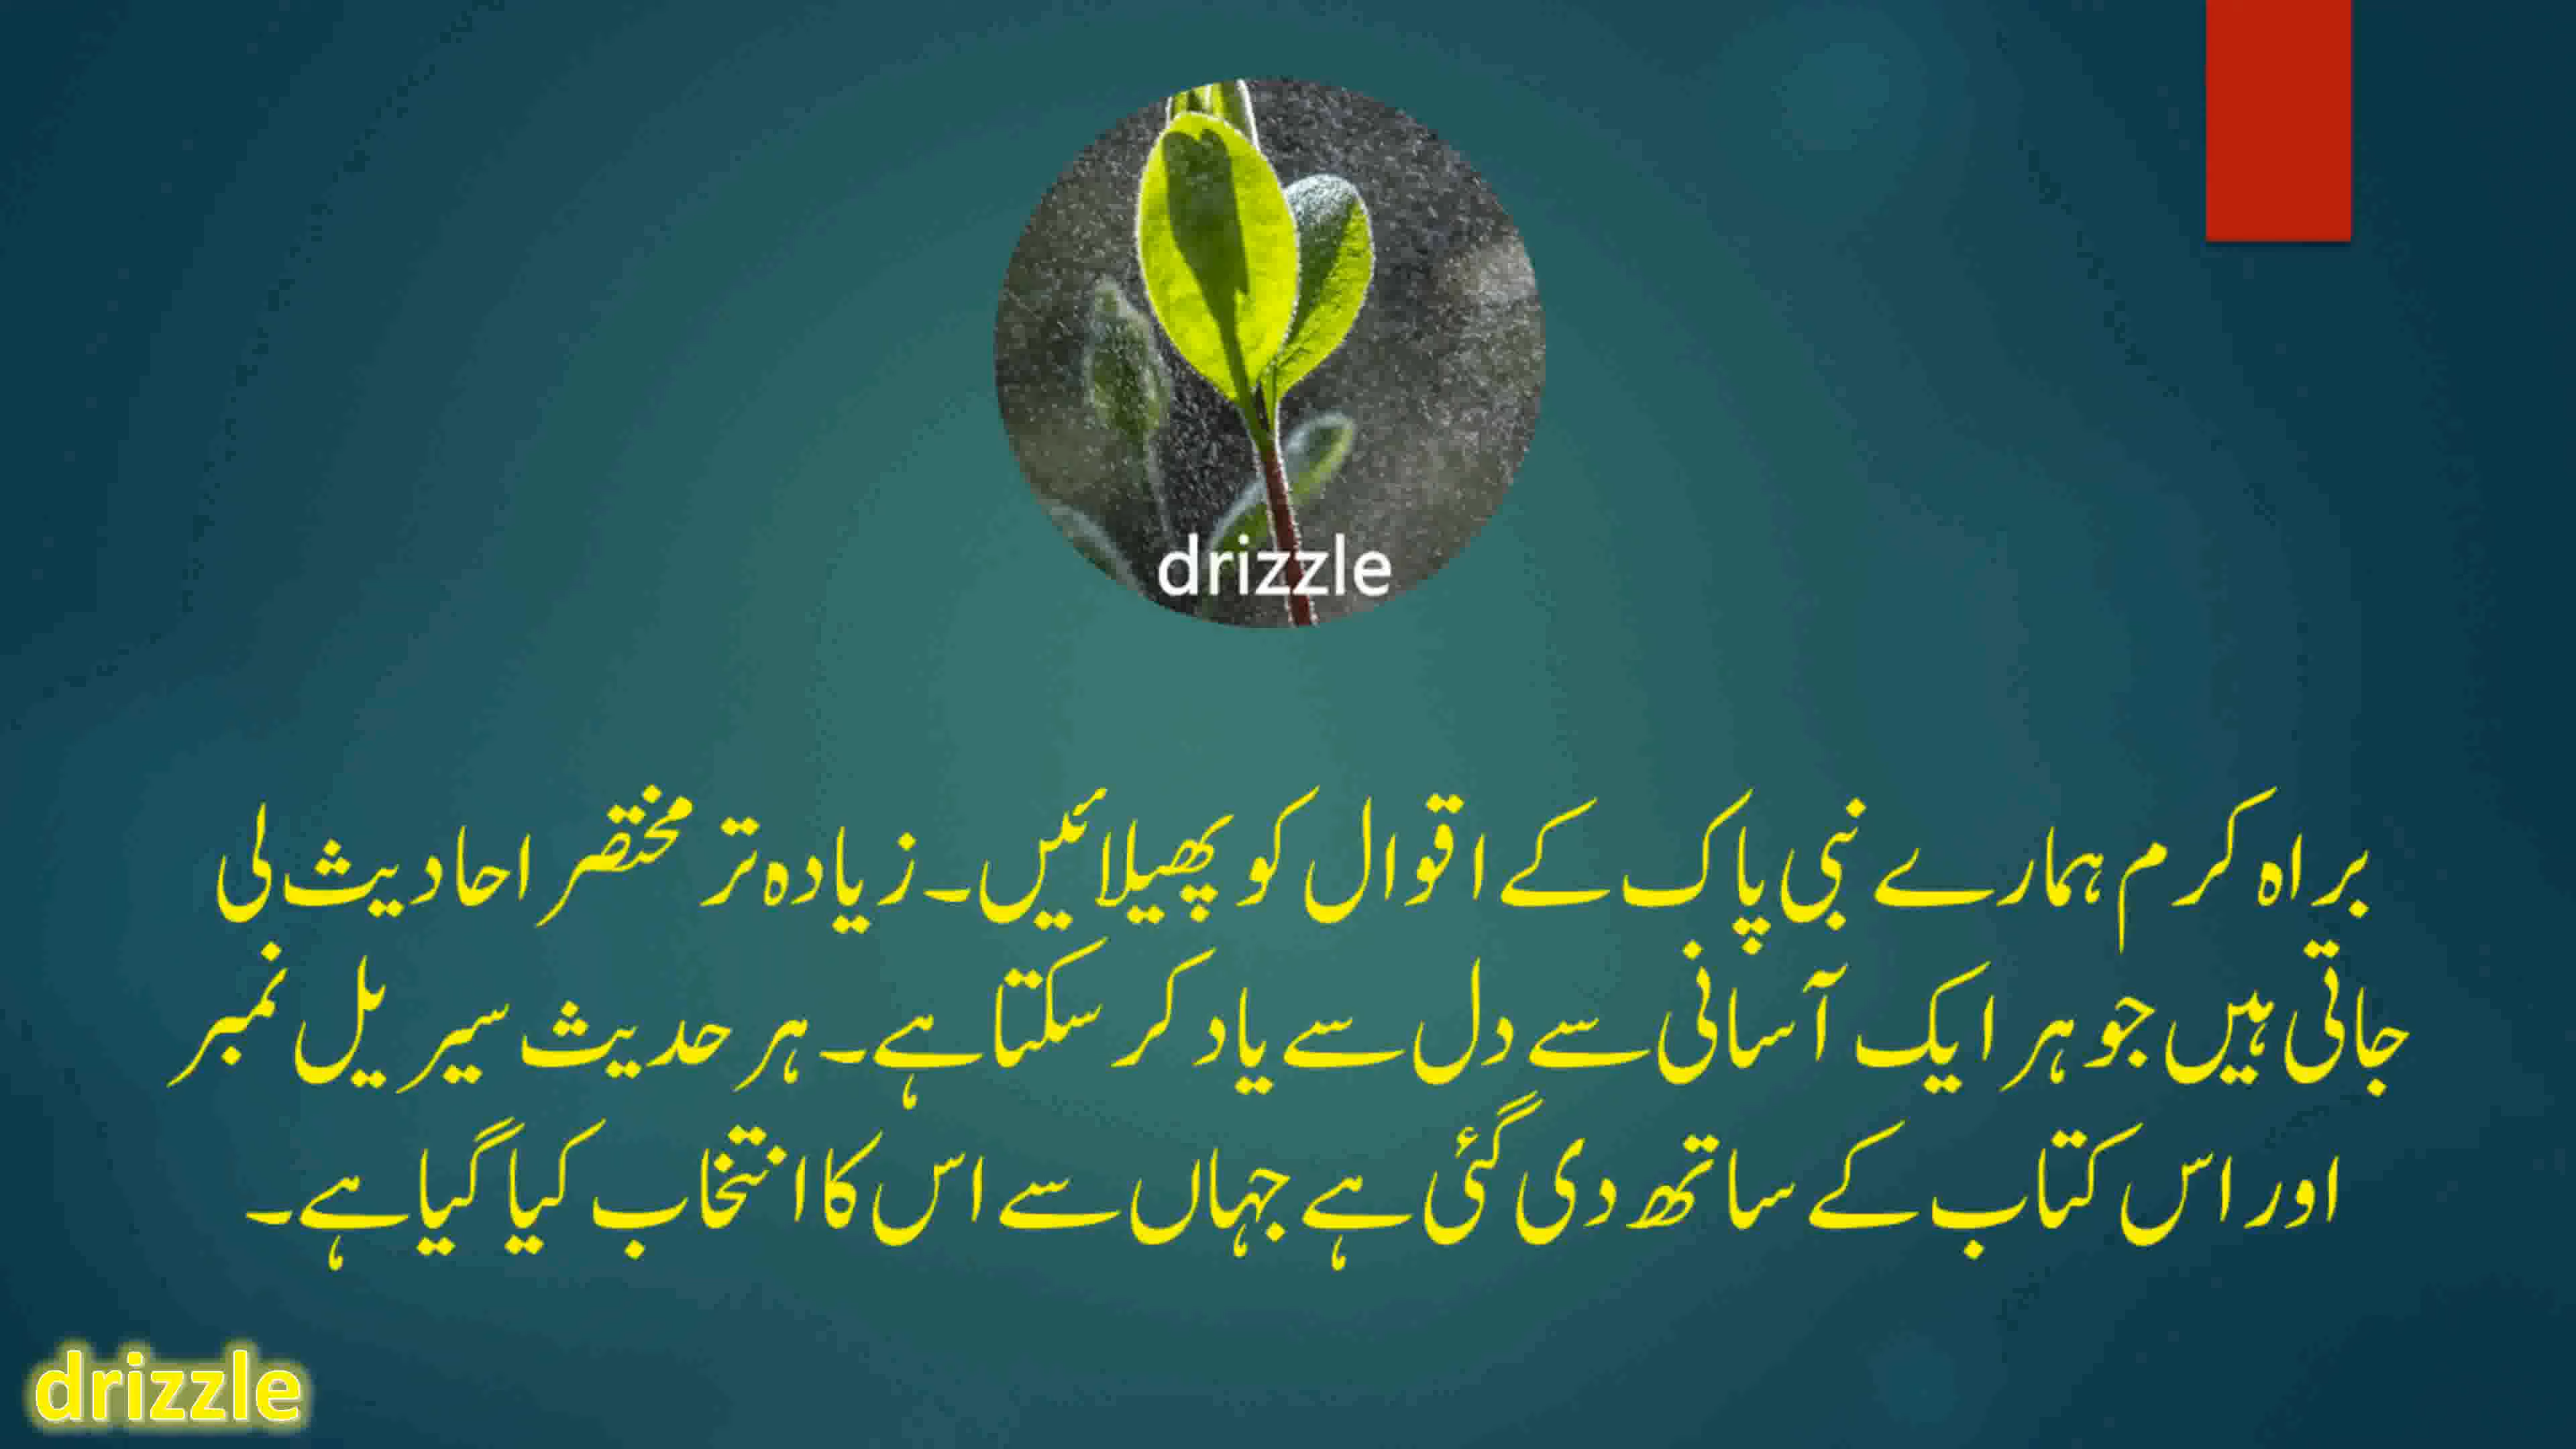 drizzle
براہ کرم ہمارے نبی پاک کے اقوال کو پھیلائیں۔ زیادہ تر مختصر احادیث لی
جاتی ہیں جو ہر ایک آسانی سے دل سے یاد کر سکتا ہے۔ ہر حدیث سیریل نمبر
اور اس کتاب کے ساتھ دی گئی ہے جہاں سے اس کا انتخاب کیا گیا ہے۔
drizzle